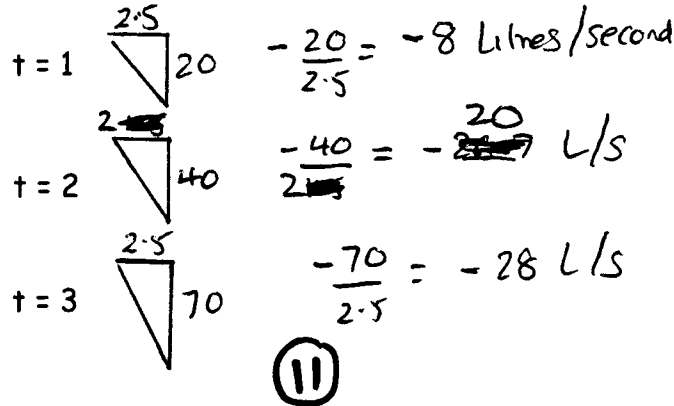 2.5
t = 1 20 - 20/2.5 = -8 Litres/second
2
t = 2 40 -40/2 = -20 L/s
2.5
t = 3 70 -70/2.5 = -28 L/s
11